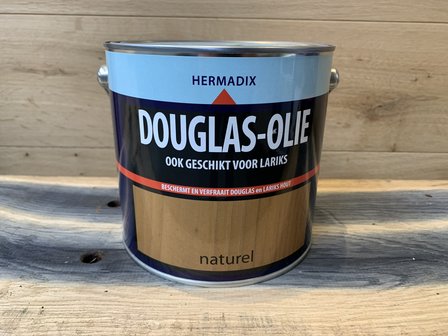 HERMADIX
DOUGLAS-OLIE
OOK GESCHIKT VOOR LARIKS
BESCHERMT EN VERFRAAIT DOUGLAS en LARIKS HOUT
naturel